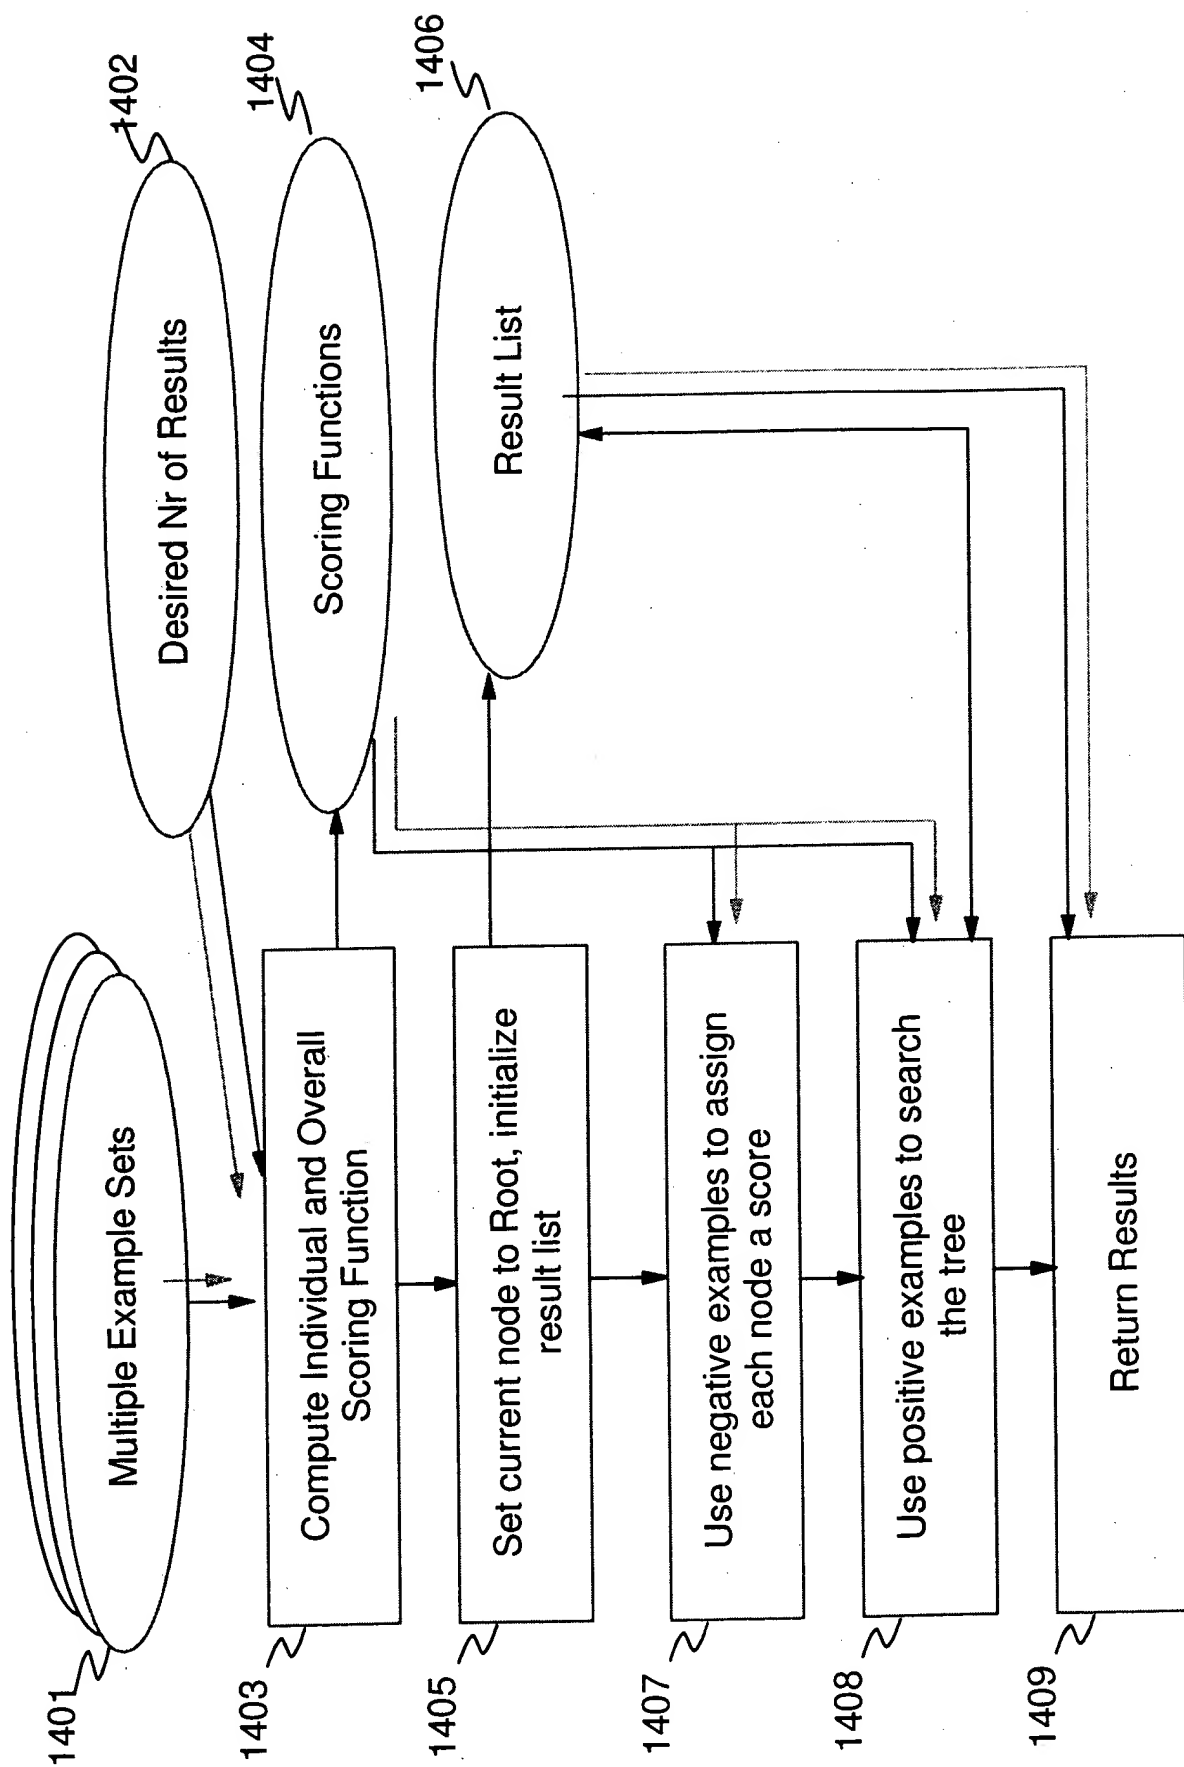 1401
Multiple Example Sets
1402
Desired Nr of Results
1403
Compute Individual and Overall
Scoring Function
1404
Scoring Functions
1405
Set current node to Root, initialize
result list
1406
Result List
1407
Use negative examples to assign
each node a score
1408
Use positive examples to search
the tree
1409
Return Results